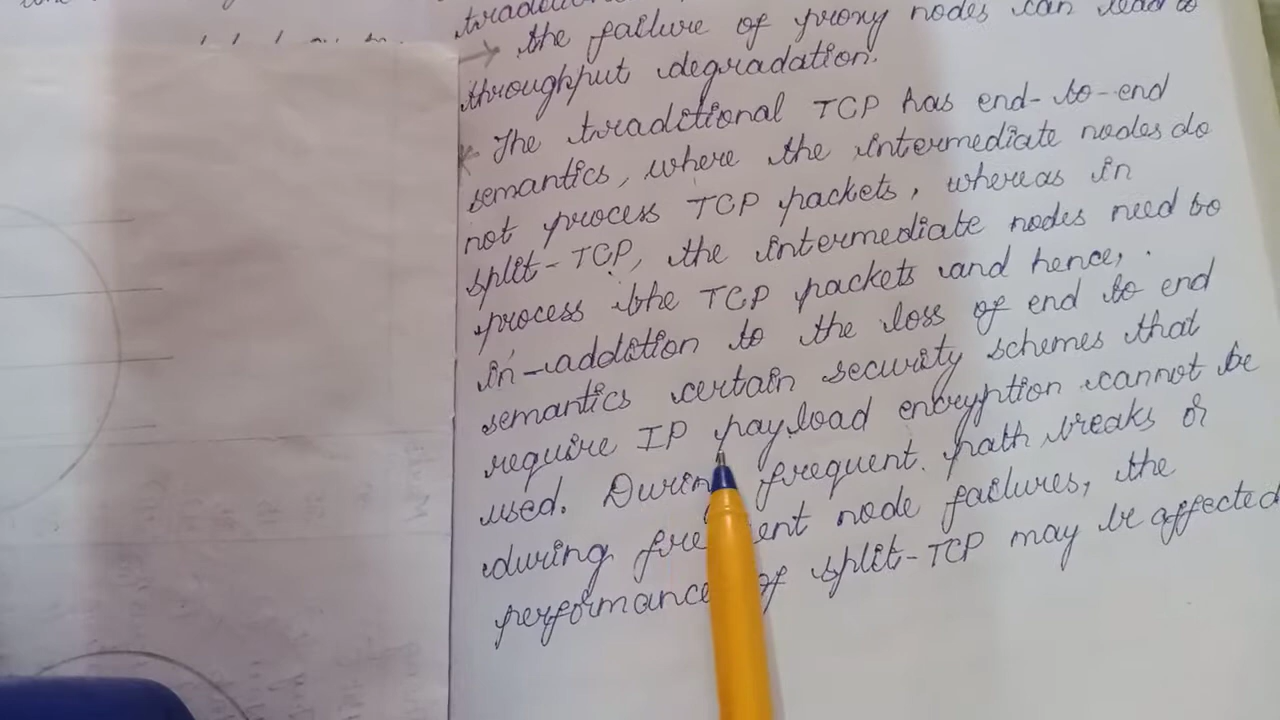 → the failure of proxy nodes can lead to
throughput degradation.
* The traditional TCP has end-to-end
semantics, where the intermediate nodes do
not process TCP packets, whereas in
split-TCP, the intermediate nodes need to
process the TCP packets and hence,
in-addition to the loss of end to end
semantics certain security schemes that
require IP payload encryption cannot be
used. During frequent path breaks or
during frequent node failures, the
performance of split-TCP may be affected